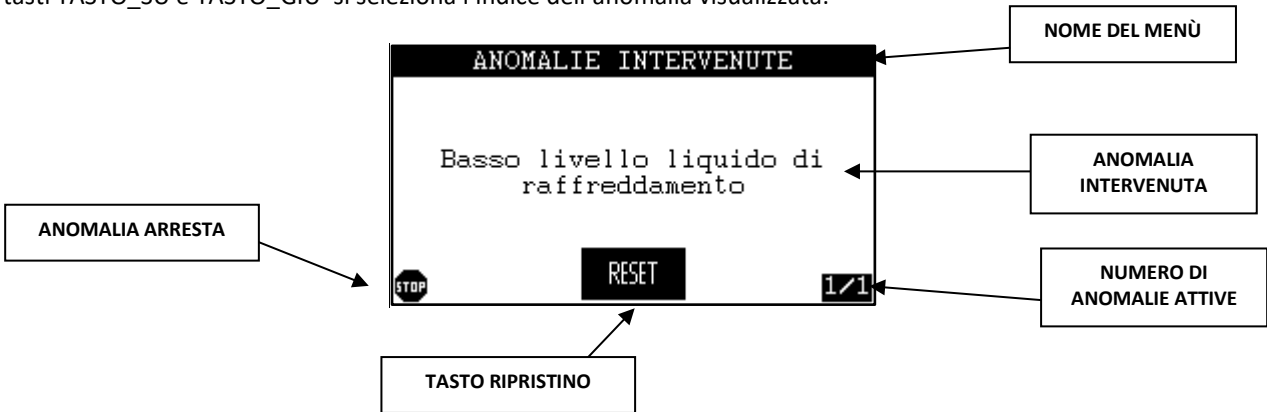 tasti TASTO_SU e TASTO_GIU' si seleziona l'indice dell'anomalia visualizzata.
NOME DEL MENÙ
ANOMALIE INTERVENUTE
Basso livello liquido di
raffreddamento
ANOMALIA
INTERVENUTA
ANOMALIA ARRESTA
STOP
RESET
1/1
NUMERO DI
ANOMALIE ATTIVE
TASTO RIPRISTINO